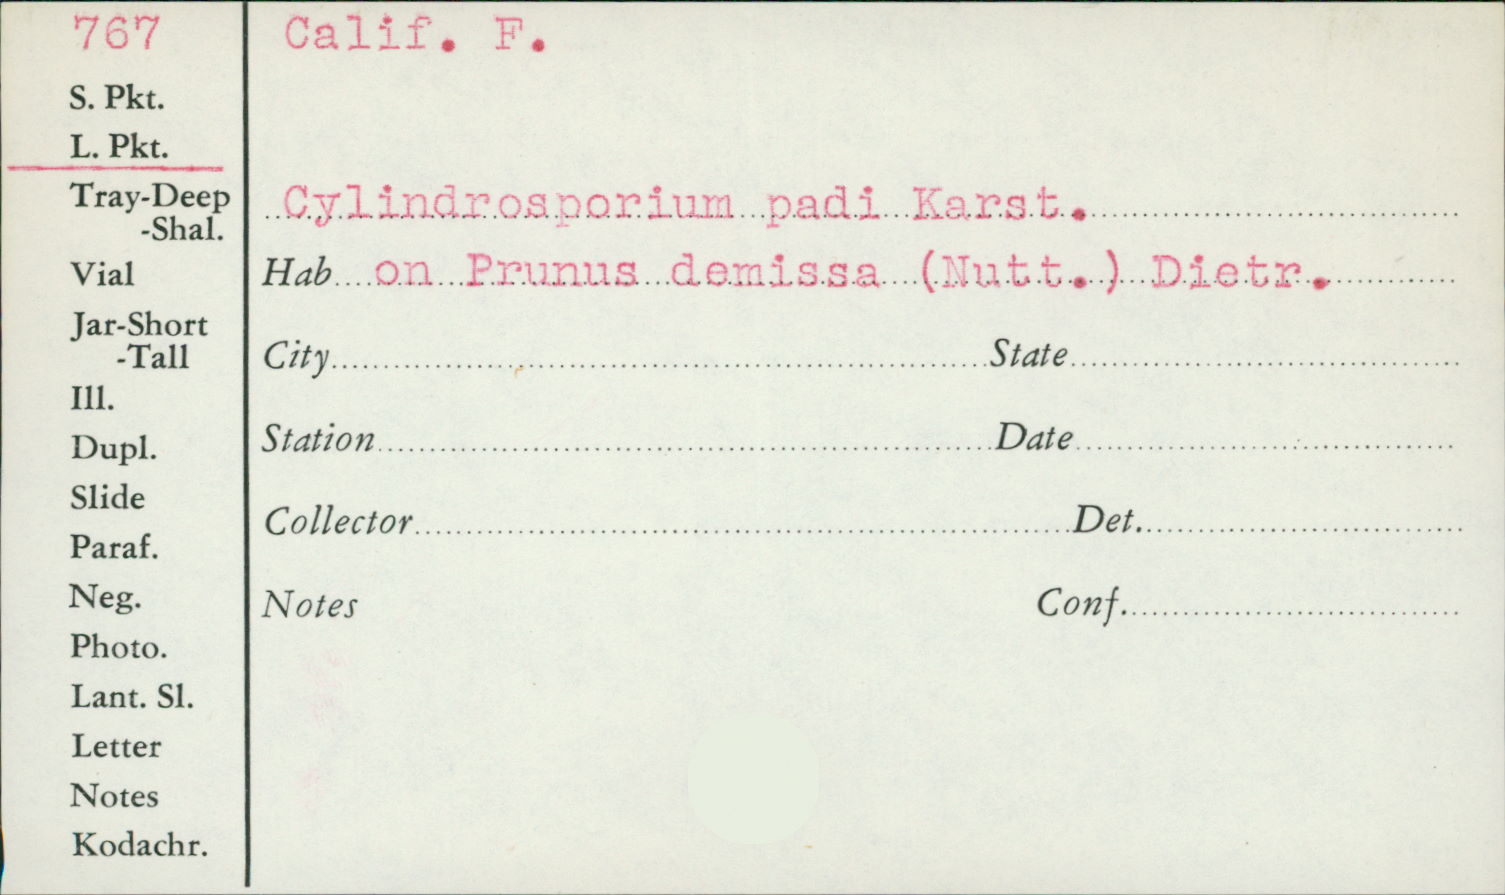 767
S. Pkt.
L. Pkt.
Tray-Deep
-Shal.
Vial
Jar-Short
-Tall
Ill.
Dupl.
Slide
Paraf.
Neg.
Photo.
Lant. Sl.
Letter
Notes
Kodachr.
Calif. F.
Cylindrosporium padi Karst.
Hab on Prunus demissa (Nutt.) Dietr.
City State
Station Date
Collector Det.
Notes Conf.